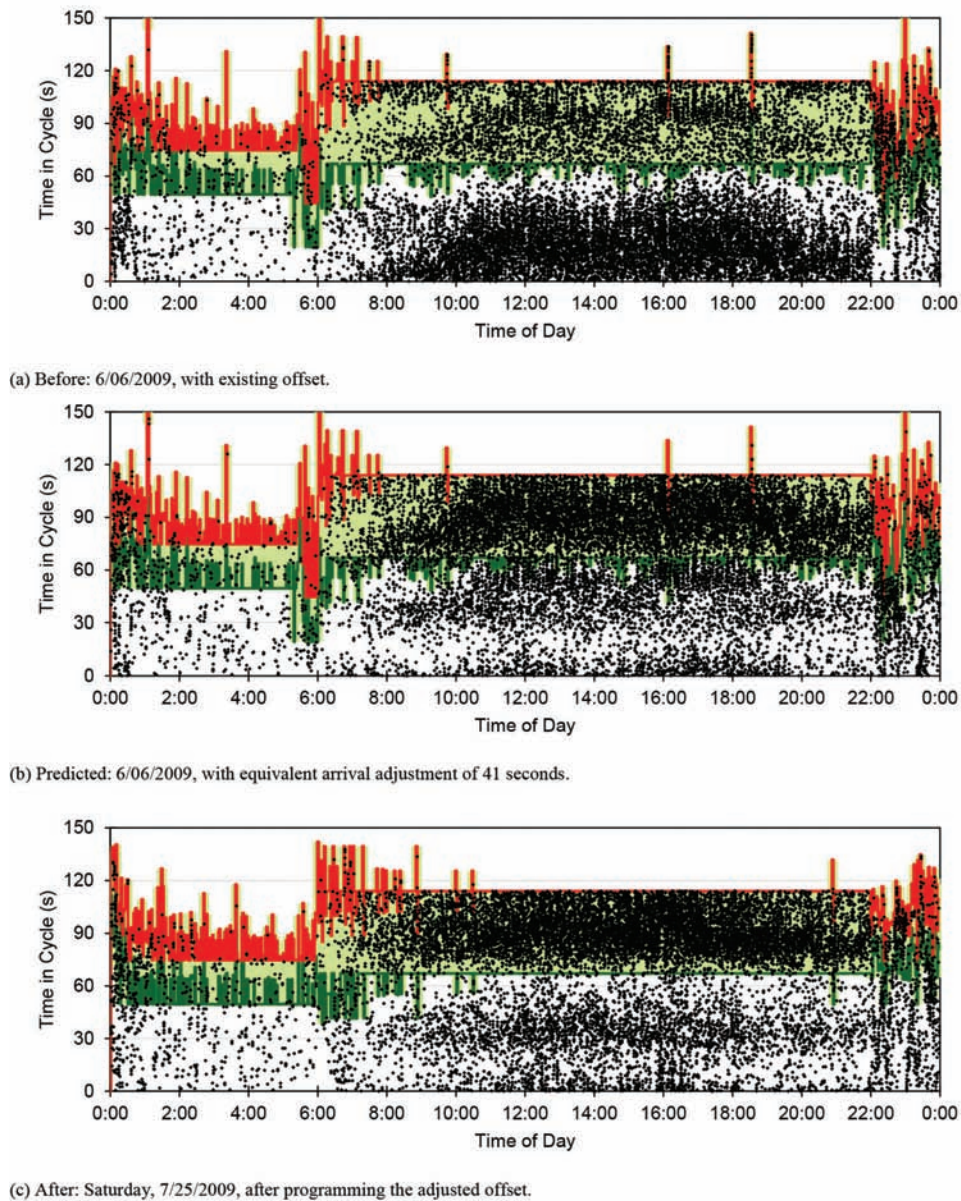 150
120
90
60
30
0
Time in Cycle (s)
0:00 2:00 4:00 6:00 8:00 10:00 12:00 14:00 16:00 18:00 20:00 22:00 0:00
Time of Day
(a) Before: 6/06/2009, with existing offset.
150
120
90
60
30
0
Time in Cycle (s)
0:00 2:00 4:00 6:00 8:00 10:00 12:00 14:00 16:00 18:00 20:00 22:00 0:00
Time of Day
(b) Predicted: 6/06/2009, with equivalent arrival adjustment of 41 seconds.
150
120
90
60
30
0
Time in Cycle (s)
0:00 2:00 4:00 6:00 8:00 10:00 12:00 14:00 16:00 18:00 20:00 22:00 0:00
Time of Day
(c) After: Saturday, 7/25/2009, after programming the adjusted offset.